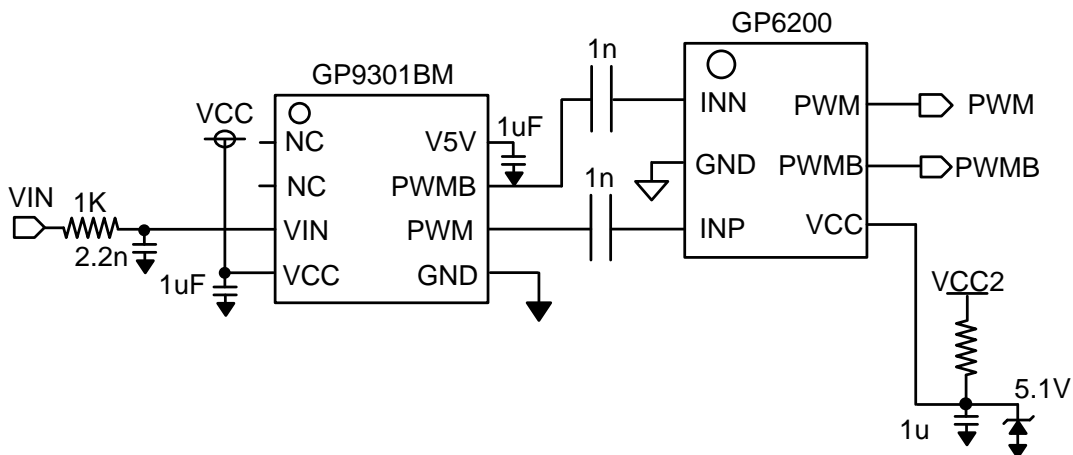 GP6200
1n
GP9301BM
VCC
1uF
INN
PWM
PWM
NC
V5V
GND
PWMB
PWMB
NC
PWMB
1n
VIN
1K
VIN
PWM
INP
VCC
2.2n
1uF
VCC
GND
VCC2
5.1V
1u